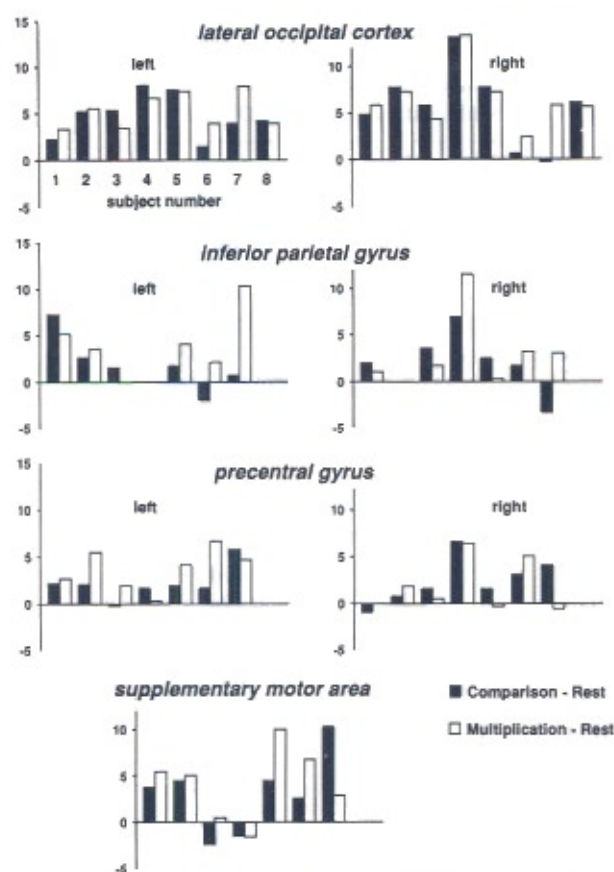 lateral occipital cortex
left
right
15
10
5
0
-5
10
5
0
-5
1 2 3 4 5 6 7 8
subject number
inferior parietal gyrus
left
right
15
10
5
0
-5
10
5
0
-5
precentral gyrus
left
right
15
10
5
0
-5
10
5
0
-5
supplementary motor area
10
5
0
-5
Comparison - Rest
Multiplication - Rest